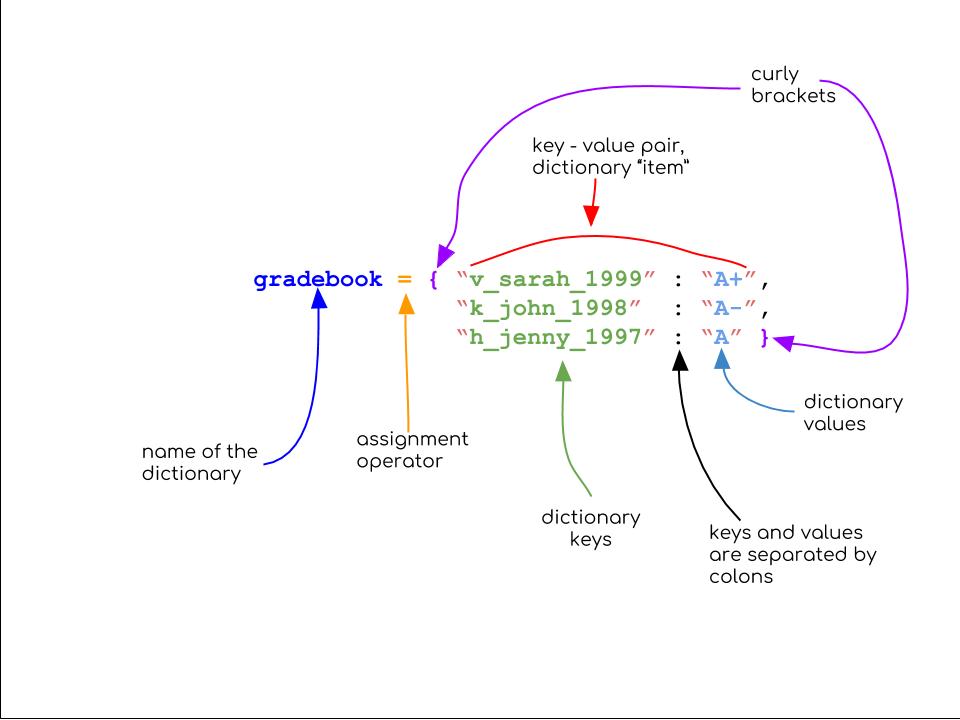 curly
brackets
key - value pair,
dictionary “item”
gradebook = { “v_sarah_1999” : “A+”,
“k_john_1998” : “A-”,
“h_jenny_1997” : “A” }
dictionary
values
assignment
operator
name of the
dictionary
dictionary
keys
keys and values
are separated by
colons